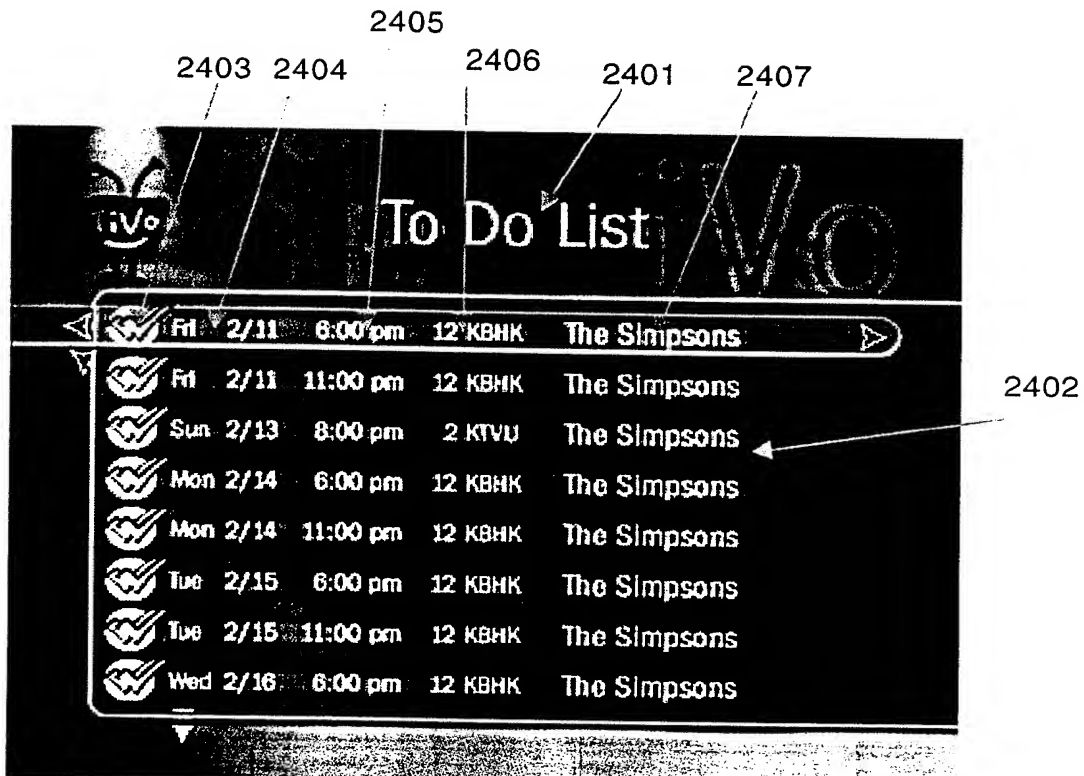 2405
2403 2404 2406 2401 2407
TiVo
To Do List
iVo
Fri 2/11 6:00 pm 12 KBHK The Simpsons
Fri 2/11 11:00 pm 12 KBHK The Simpsons
2402
Sun 2/13 8:00 pm 2 KTVU The Simpsons
Mon 2/14 6:00 pm 12 KBHK The Simpsons
Mon 2/14 11:00 pm 12 KBHK The Simpsons
Tue 2/15 6:00 pm 12 KBHK The Simpsons
Tue 2/15 11:00 pm 12 KBHK The Simpsons
Wed 2/16 6:00 pm 12 KBHK The Simpsons